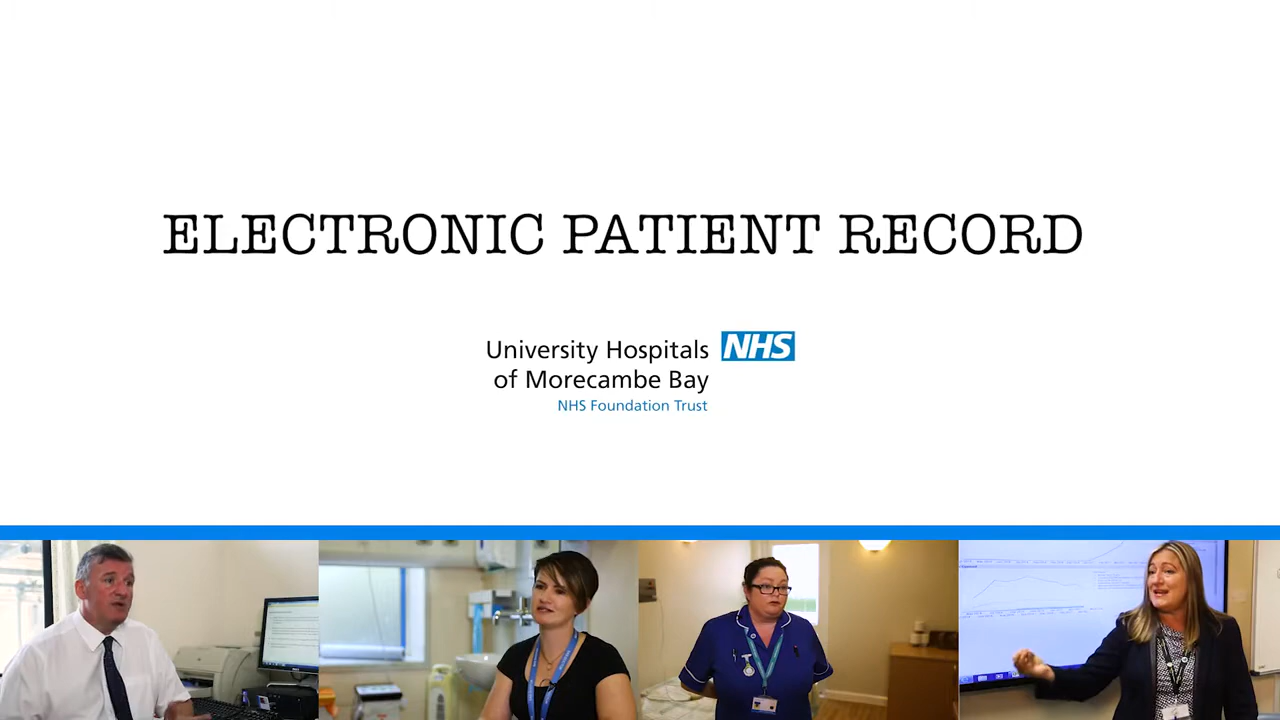 ELECTRONIC PATIENT RECORD
University Hospitals NHS
of Morecambe Bay
NHS Foundation Trust